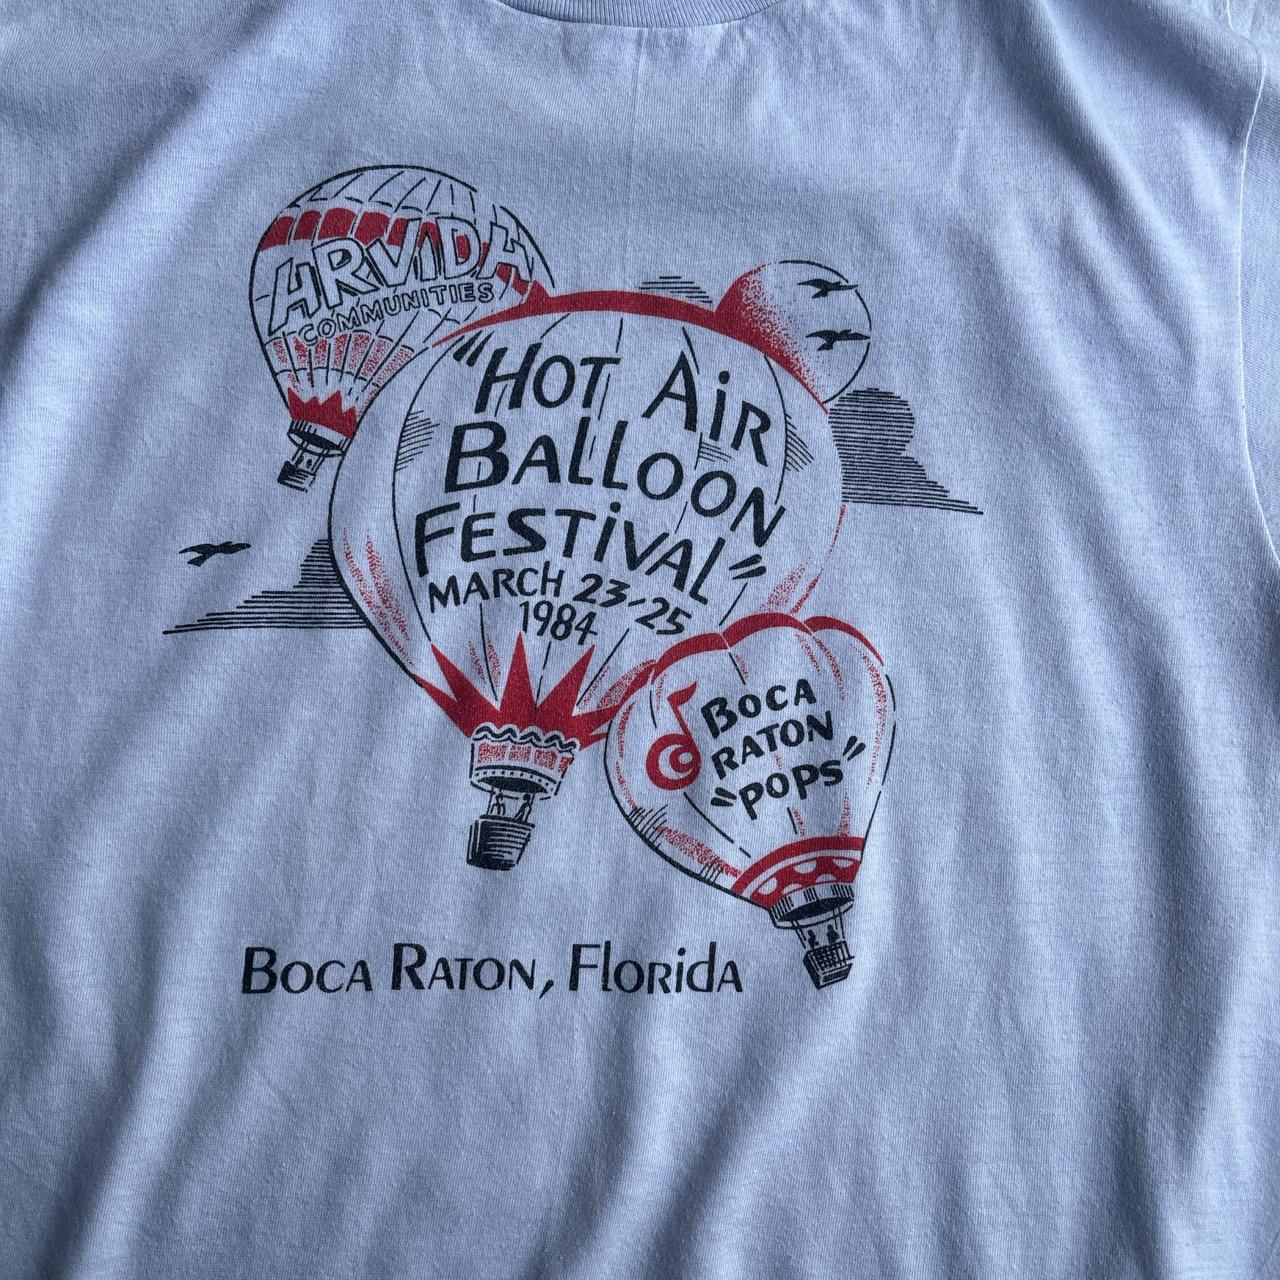 ARVIDA
COMMUNITIES
"HOT AiR
BALLOON
FESTiVAL"
MARCH 23-25
1984
BOCA
RATON
"POPS"
BOCA RATON, FloRidA